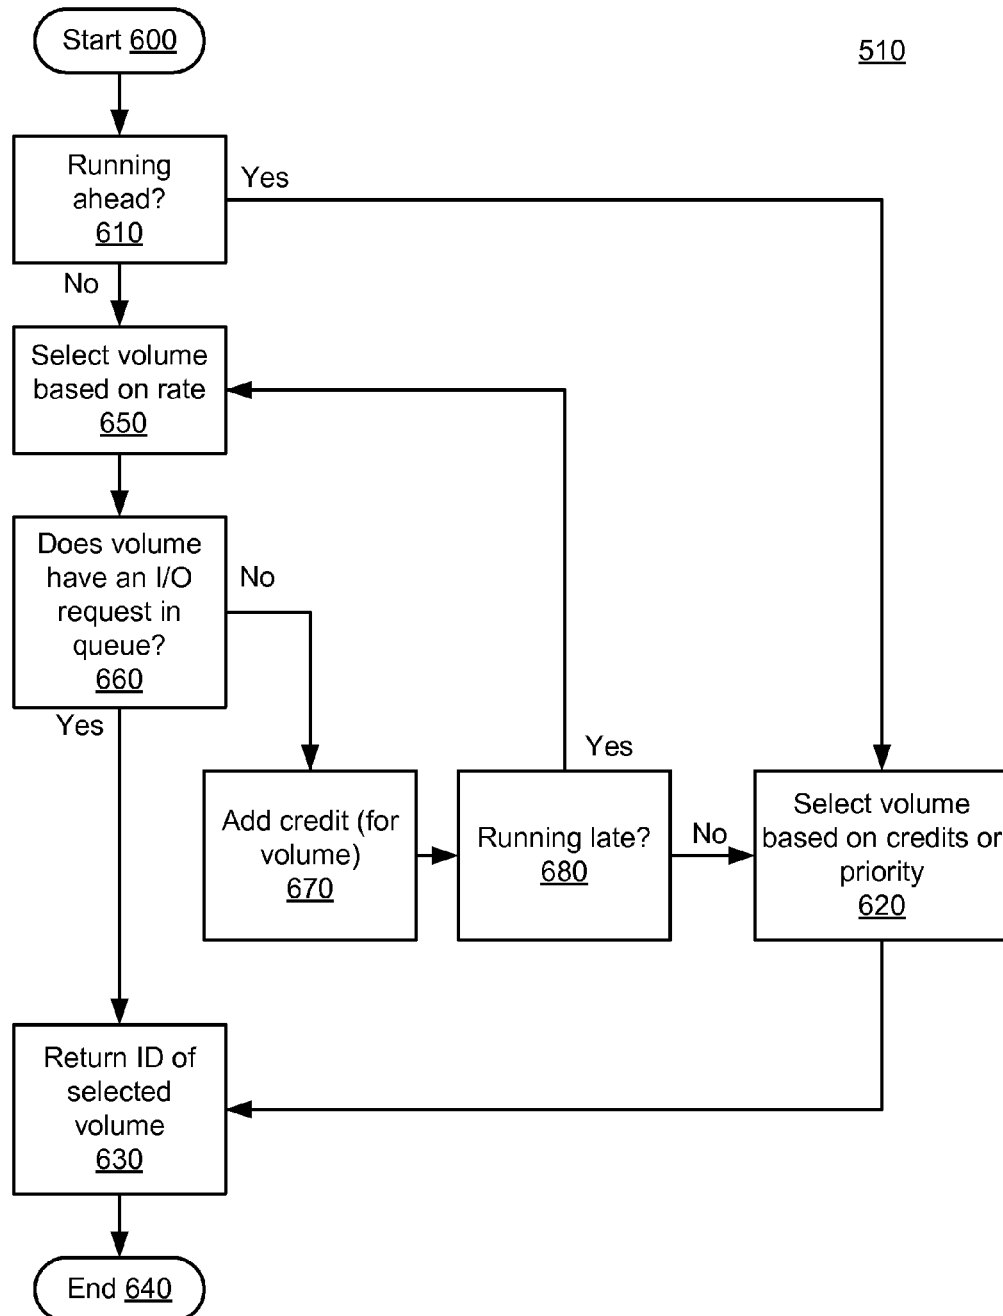 Start 600
510
Running
ahead?
610
Yes
No
Select volume
based on rate
650
Does volume
have an I/O
request in
queue?
660
No
Yes
Add credit (for
volume)
670
Running late?
680
Yes
No
Select volume
based on credits or
priority
620
Return ID of
selected
volume
630
End 640